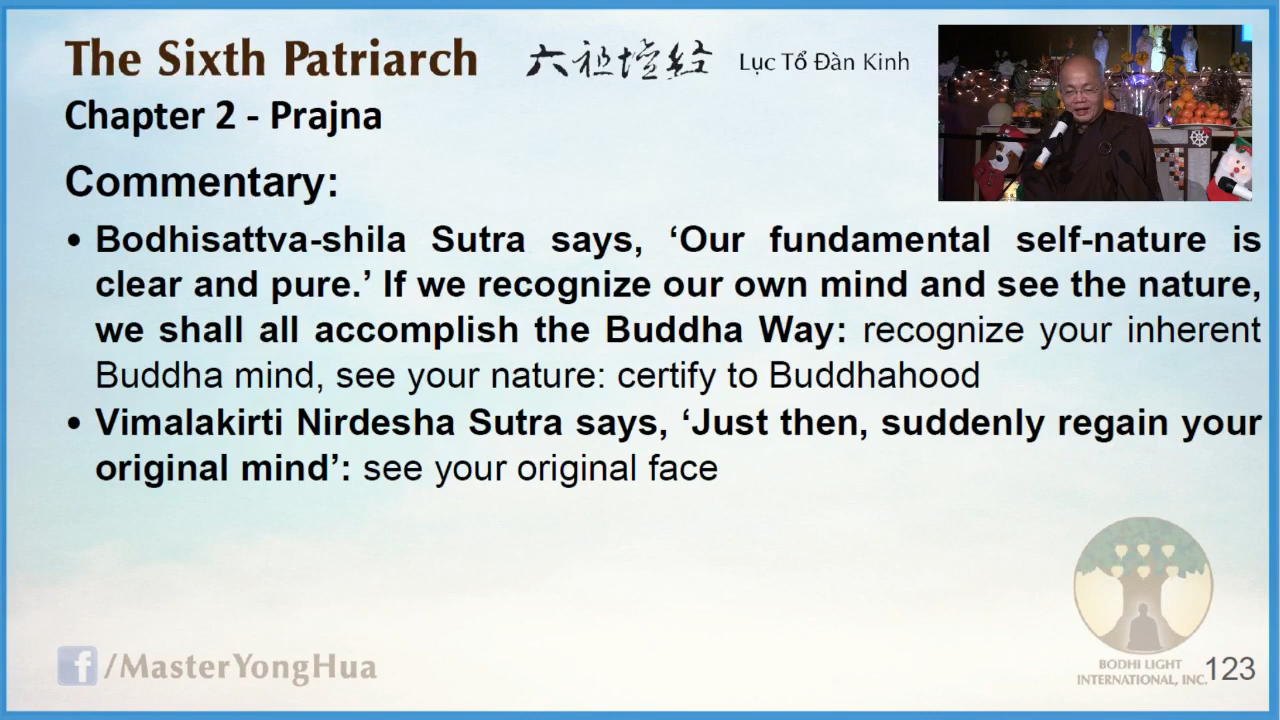 The Sixth Patriarch 六祖壇经 Lục Tổ Đàn Kinh
Chapter 2 - Prajna
Commentary:
• Bodhisattva-shila Sutra says, ‘Our fundamental self-nature is
clear and pure.’ If we recognize our own mind and see the nature,
we shall all accomplish the Buddha Way: recognize your inherent
Buddha mind, see your nature: certify to Buddhahood
• Vimalakirti Nirdesha Sutra says, ‘Just then, suddenly regain your
original mind’: see your original face
f/MasterYongHua
BODHI LIGHT
INTERNATIONAL, INC.
123